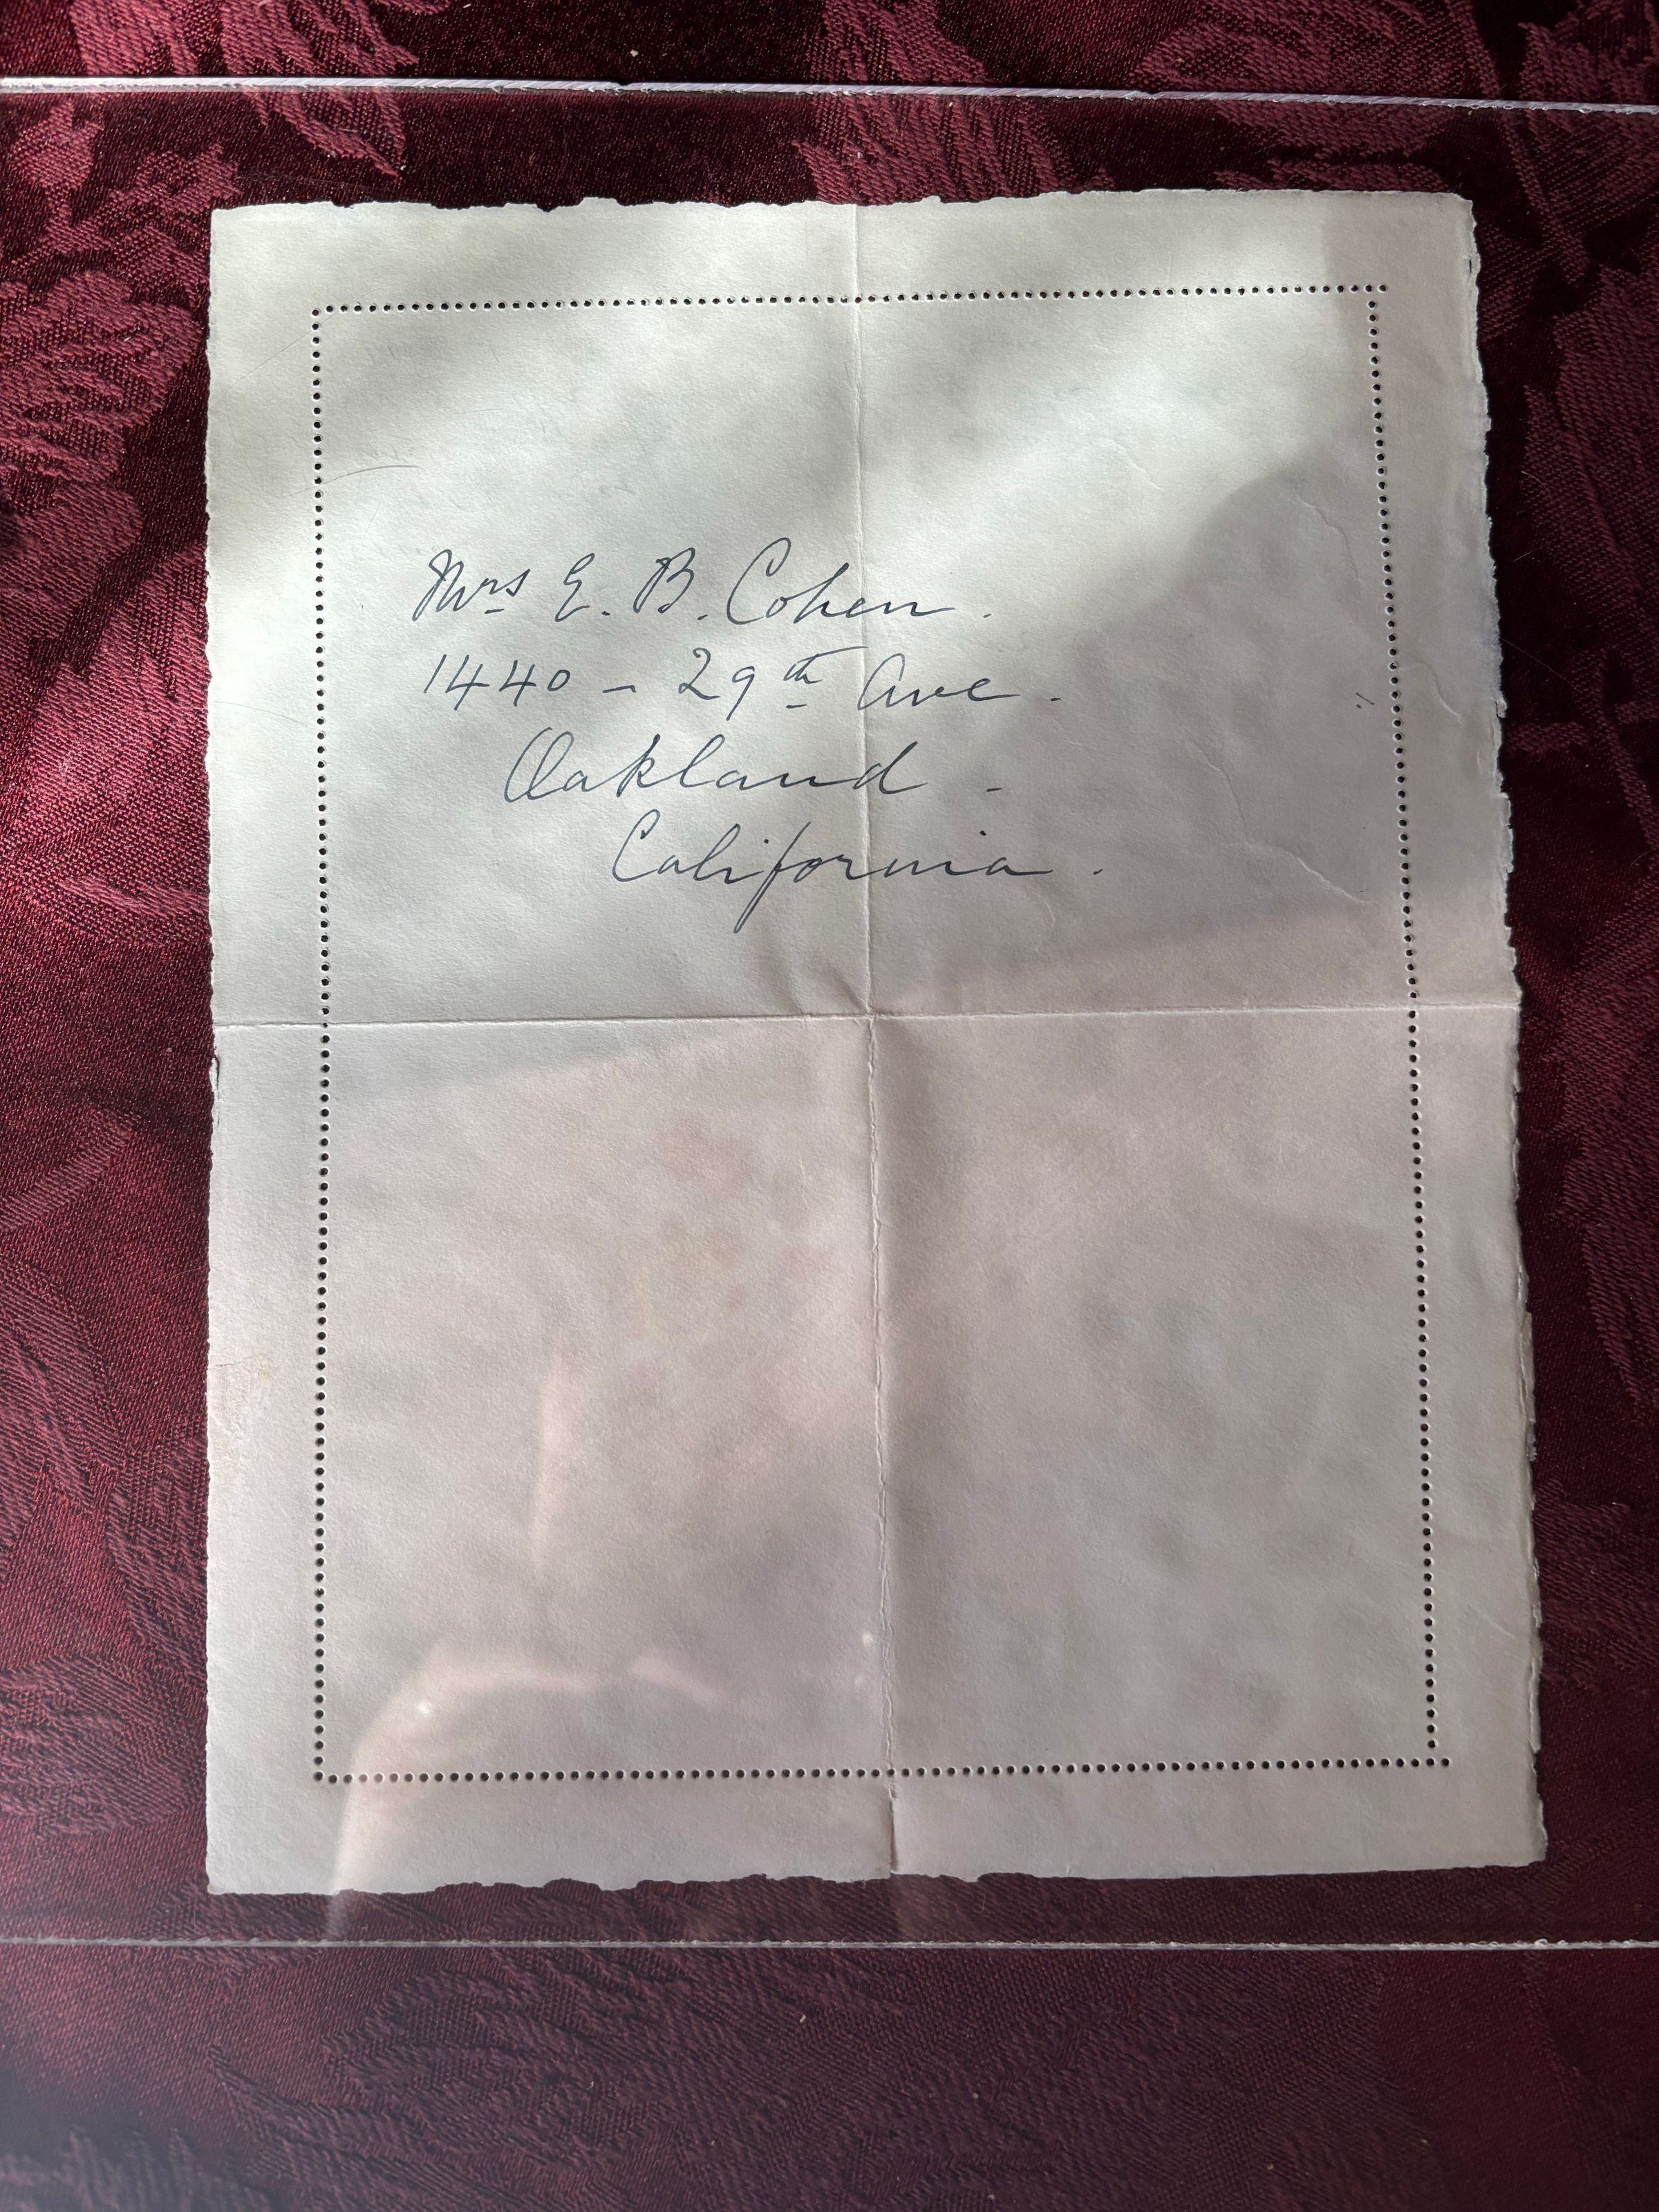 Mrs E. B. Cohen.
1440 - 29th Ave.
Oakland -
California.